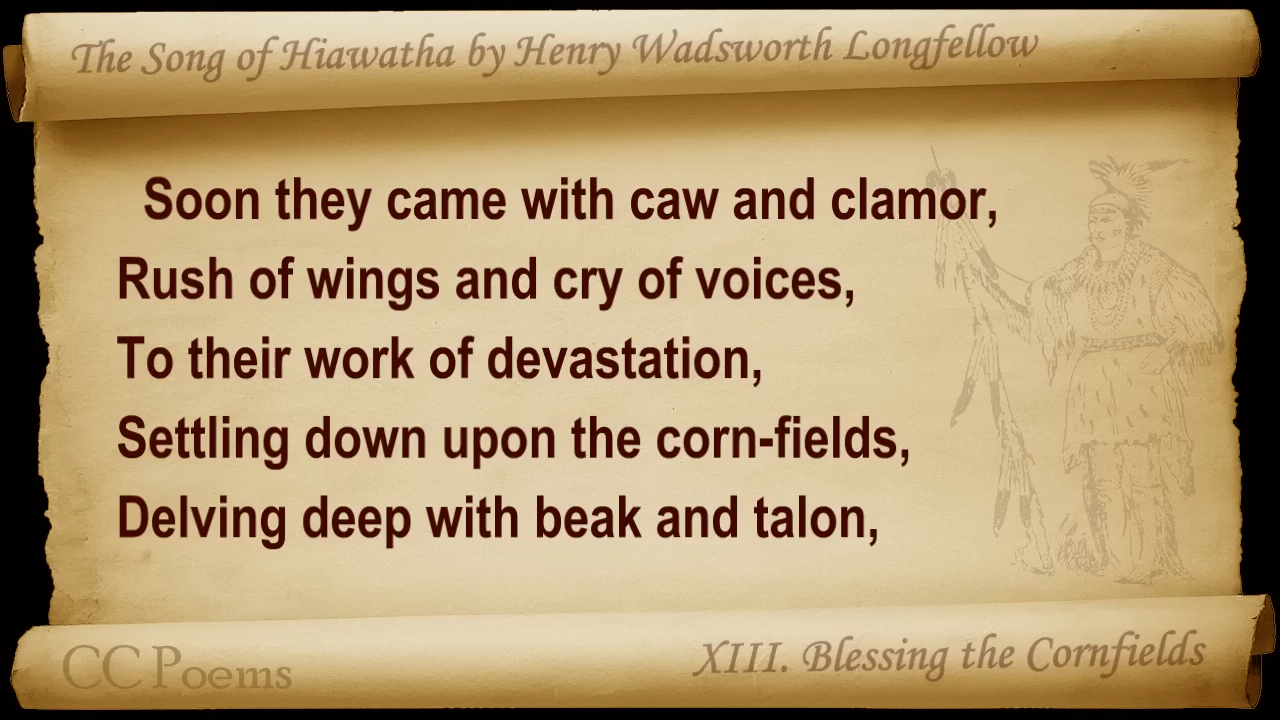 The Song of Hiawatha by Henry Wadsworth Longfellow
Soon they came with caw and clamor,
Rush of wings and cry of voices,
To their work of devastation,
Settling down upon the corn-fields,
Delving deep with beak and talon,
CC Poems
XIII. Blessing the Cornfields